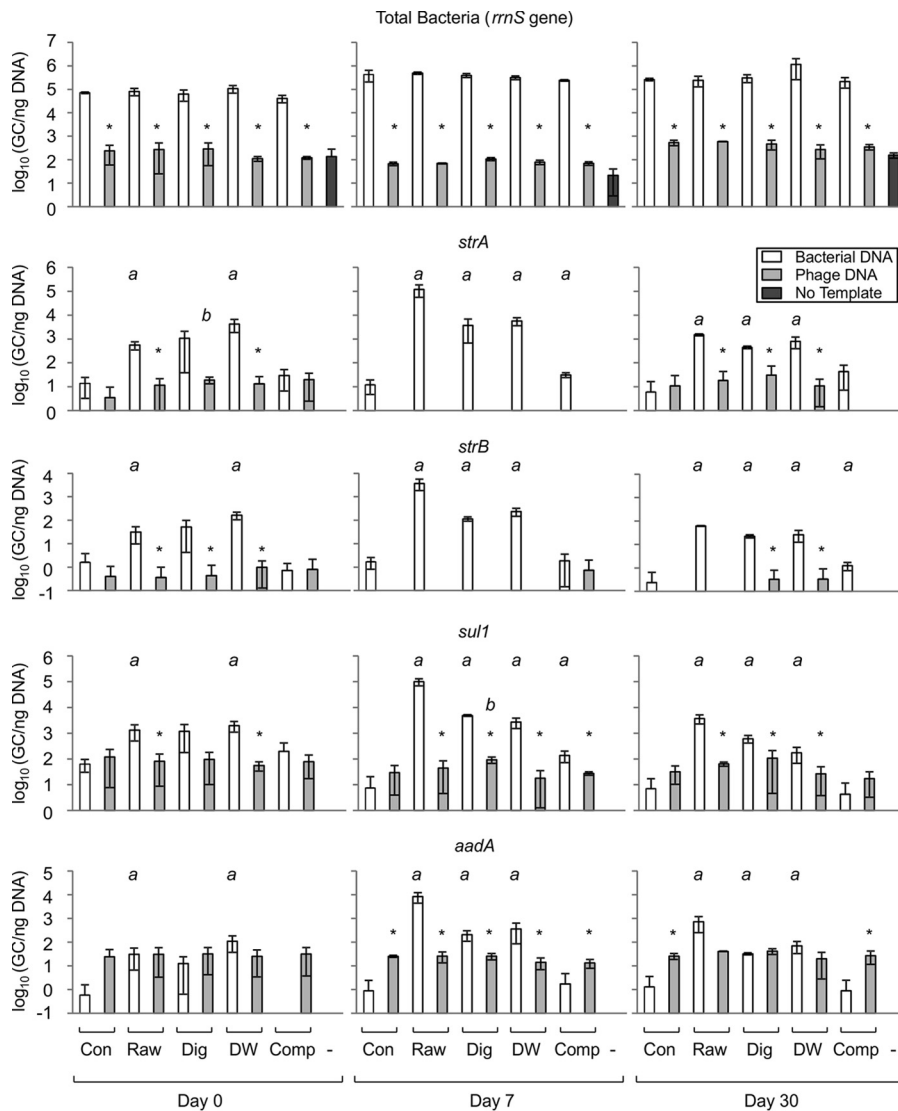 Total Bacteria (rrnS gene)
log10 (GC/ng DNA)
7
6
5
4
3
2
1
0
* * * * *
* * * * *
* * * * *
strA
log10 (GC/ng DNA)
6
5
4
3
2
1
0
a a
b
* *
a a a a
Bacterial DNA
Phage DNA
No Template
a a a
* * *
strB
log10 (GC/ng DNA)
4
3
2
1
0
-1
a a
* * *
a a a
a a a a
* *
sul1
log10 (GC/ng DNA)
6
5
4
3
2
1
0
a a
* *
a a a a
b
* * * *
a a a
* * *
aadA
log10 (GC/ng DNA)
5
4
3
2
1
0
-1
a a
a a a
* * * * *
a a a
* *
Con Raw Dig DW Comp -
Con Raw Dig DW Comp -
Con Raw Dig DW Comp -
Day 0 Day 7 Day 30